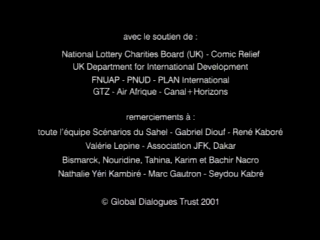 avec le soutien de :
National Lottery Charities Board (UK) - Comic Relief
UK Department for International Development
FNUAP - PNUD - PLAN International
GTZ - Air Afrique - Canal+Horizons
remerciements à :
toute l'équipe Scénarios du Sahel - Gabriel Diouf - René Kaboré
Valérie Lepine - Association JFK, Dakar
Bismarck, Nouridine, Tahina, Karim et Bachir Nacro
Nathalie Yéri Kambiré - Marc Gautron - Seydou Kabré
© Global Dialogues Trust 2001